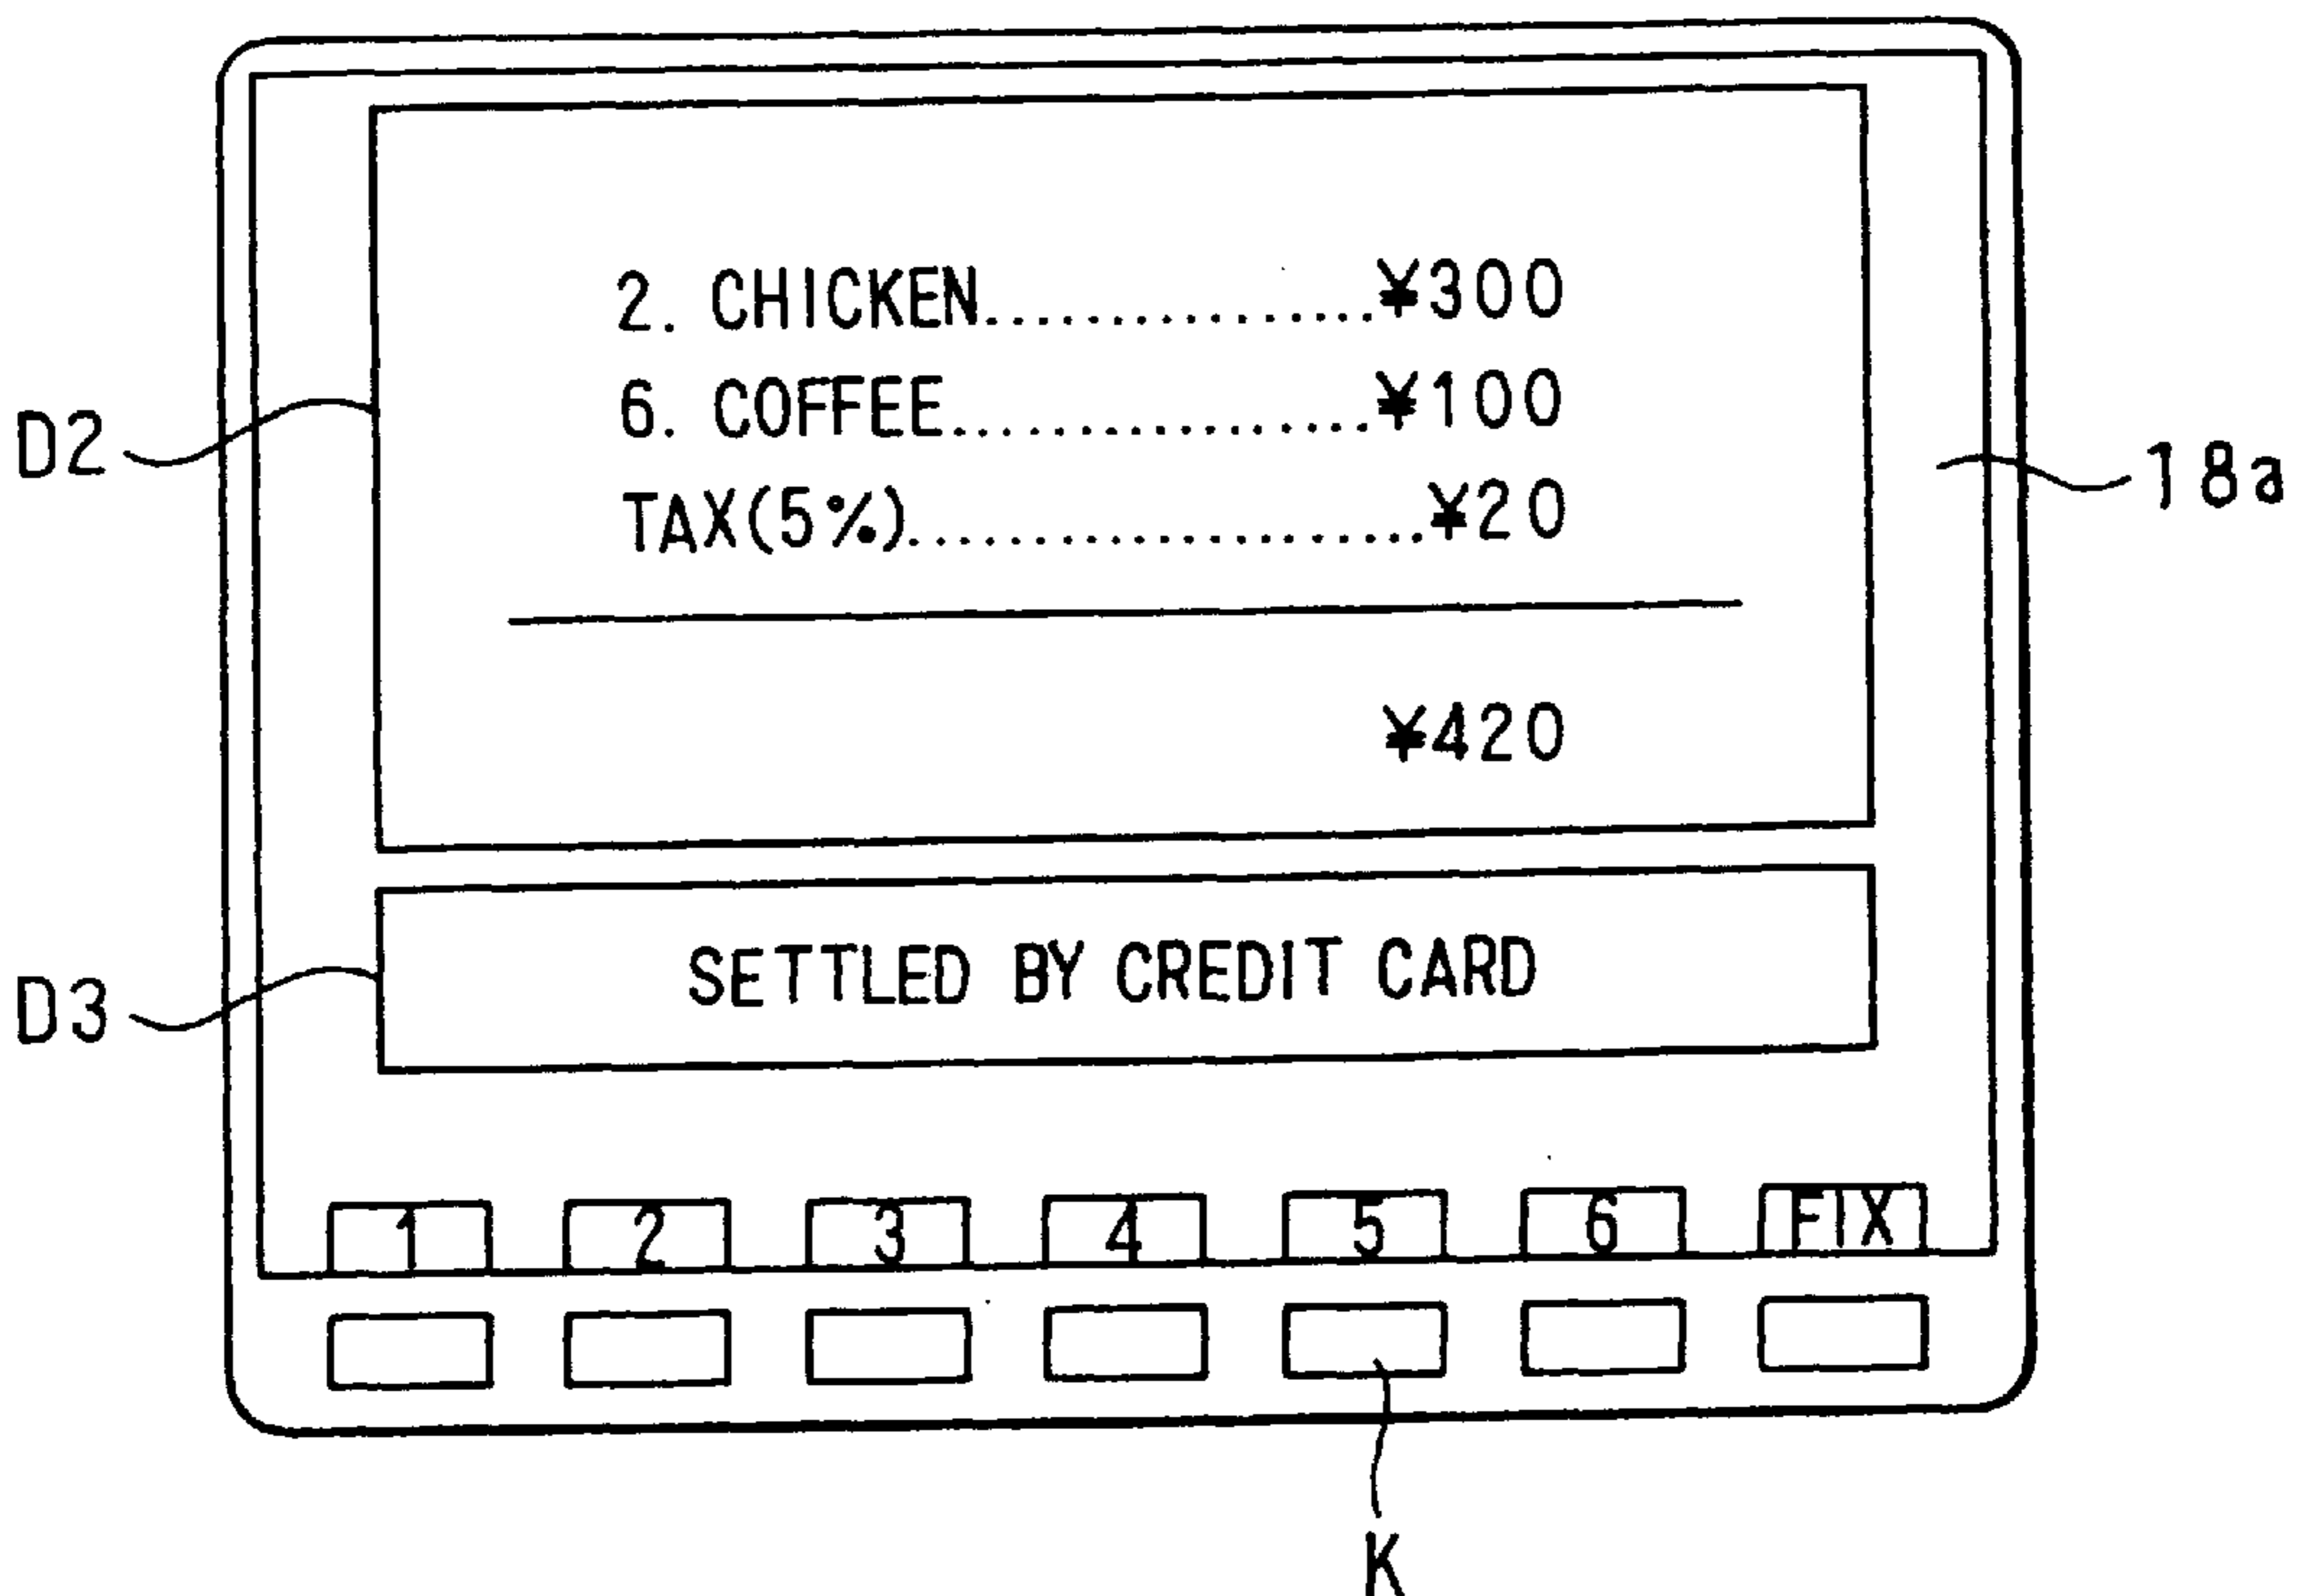 2. CHICKEN................¥300
6. COFFEE.................¥100
TAX(5%).....................¥20
¥420
D2
18a
SETTLED BY CREDIT CARD
D3
1 2 3 4 5 6 FIX
K